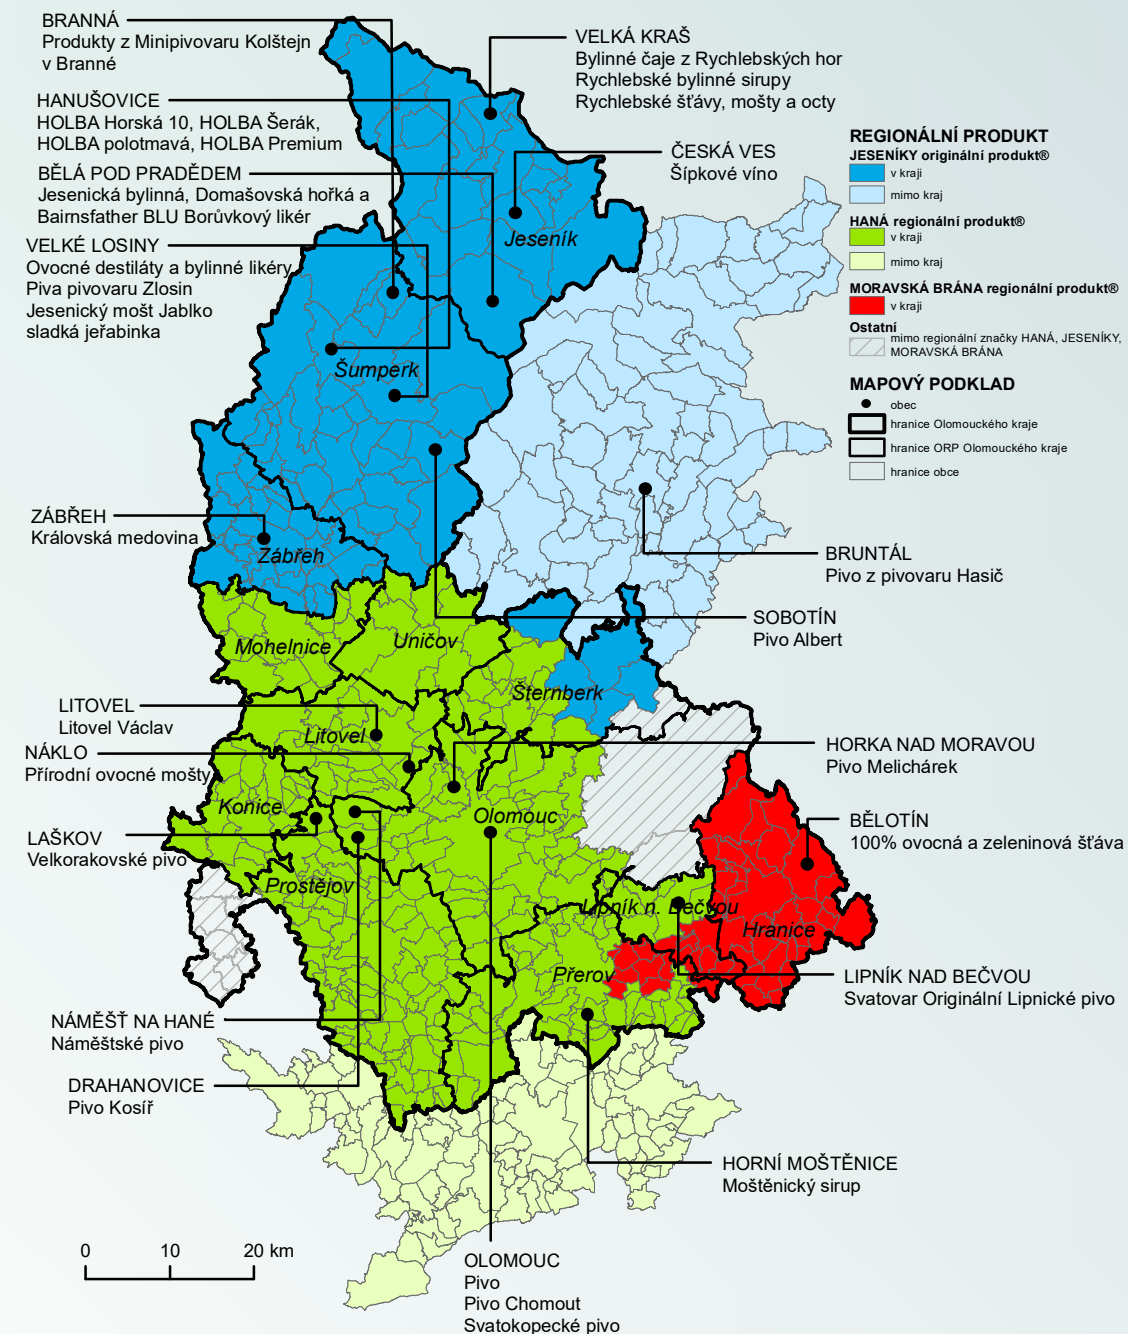 BRANNÁ
Produkty z Minipivovaru Kolštejn
v Branné
HANUŠOVICE
HOLBA Horská 10, HOLBA Šerák,
HOLBA polotmavá, HOLBA Premium
BĚLÁ POD PRADĚDEM
Jesenická bylinná, Domašovská hořká a
Bairnsfather BLU Borůvkový likér
VELKÉ LOSINY
Ovocné destiláty a bylinné likéry
Piva pivovaru Zlosin
Jesenický mošt Jablko
sladká jeřabinka
VELKÁ KRAŠ
Bylinné čaje z Rychlebských hor
Rychlebské bylinné sirupy
Rychlebské šťávy, mošty a octy
ČESKÁ VES
Šípkové víno
REGIONÁLNÍ PRODUKT
JESENÍKY originální produkt®
v kraji
mimo kraj
HANÁ regionální produkt®
v kraji
mimo kraj
MORAVSKÁ BRÁNA regionální produkt®
v kraji
Ostatní
mimo regionální značky HANÁ, JESENÍKY,
MORAVSKÁ BRÁNA
MAPOVÝ PODKLAD
obec
hranice Olomouckého kraje
hranice ORP Olomouckého kraje
hranice obce
Jeseník
Šumperk
ZÁBŘEH
Královská medovina
Zábřeh
BRUNTÁL
Pivo z pivovaru Hasič
SOBOTÍN
Pivo Albert
Mohelnice
Uničov
Šternberk
LITOVEL
Litovel Václav
Litovel
NÁKLO
Přírodní ovocné mošty
HORKA NAD MORAVOU
Pivo Melichárek
Konice
Olomouc
LAŠKOV
Velkorakovské pivo
BĚLOTÍN
100% ovocná a zeleninová šťáva
Prostějov
Lipník n. Bečvou
Hranice
Přerov
LIPNÍK NAD BEČVOU
Svatovar Originální Lipnické pivo
NÁMĚŠŤ NA HANÉ
Náměštské pivo
DRAHANOVICE
Pivo Kosíř
HORNÍ MOŠTĚNICE
Moštěnický sirup
0 10 20 km
OLOMOUC
Pivo
Pivo Chomout
Svatokopecké pivo